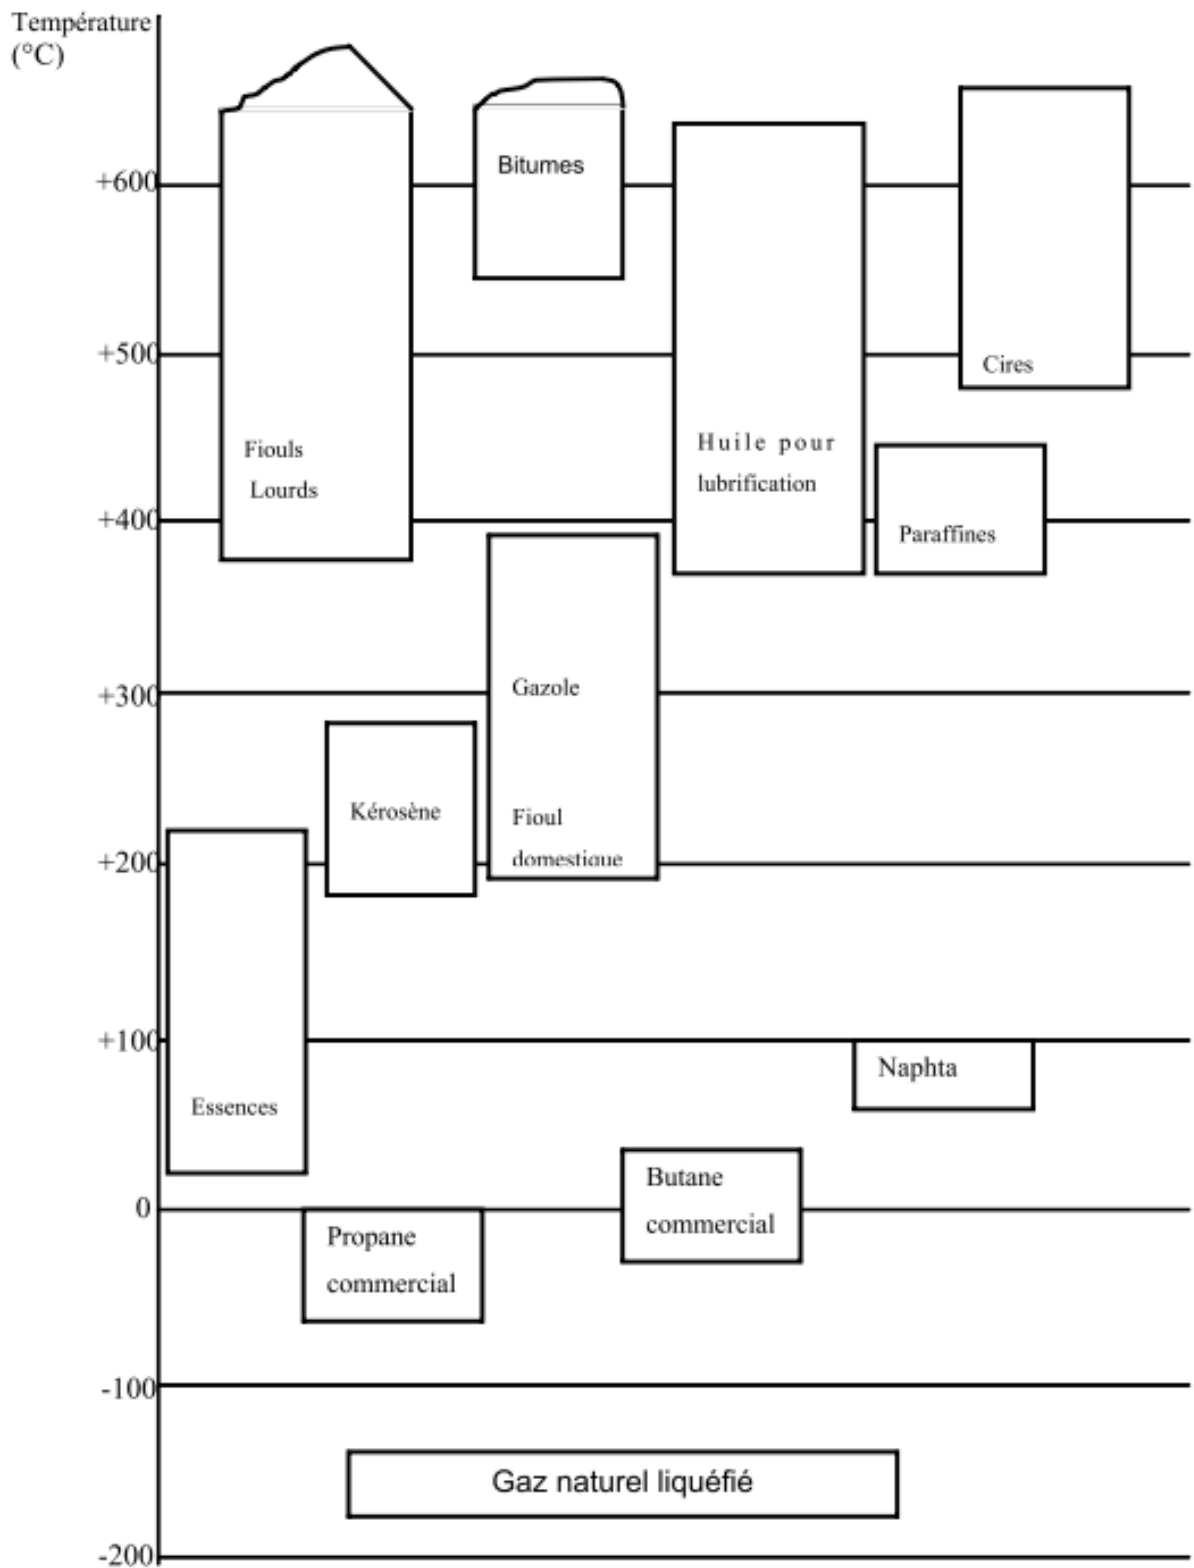 Température
(°C)
Bitumes
+600
+500
Cires
Fiouls
Lourds
Huile pour
lubrification
+400
Paraffines
+300
Gazole
Kérosène
Fioul
domestique
+200
+100
Naphta
Essences
Butane
commercial
0
Propane
commercial
-100
Gaz naturel liquéfié
-200